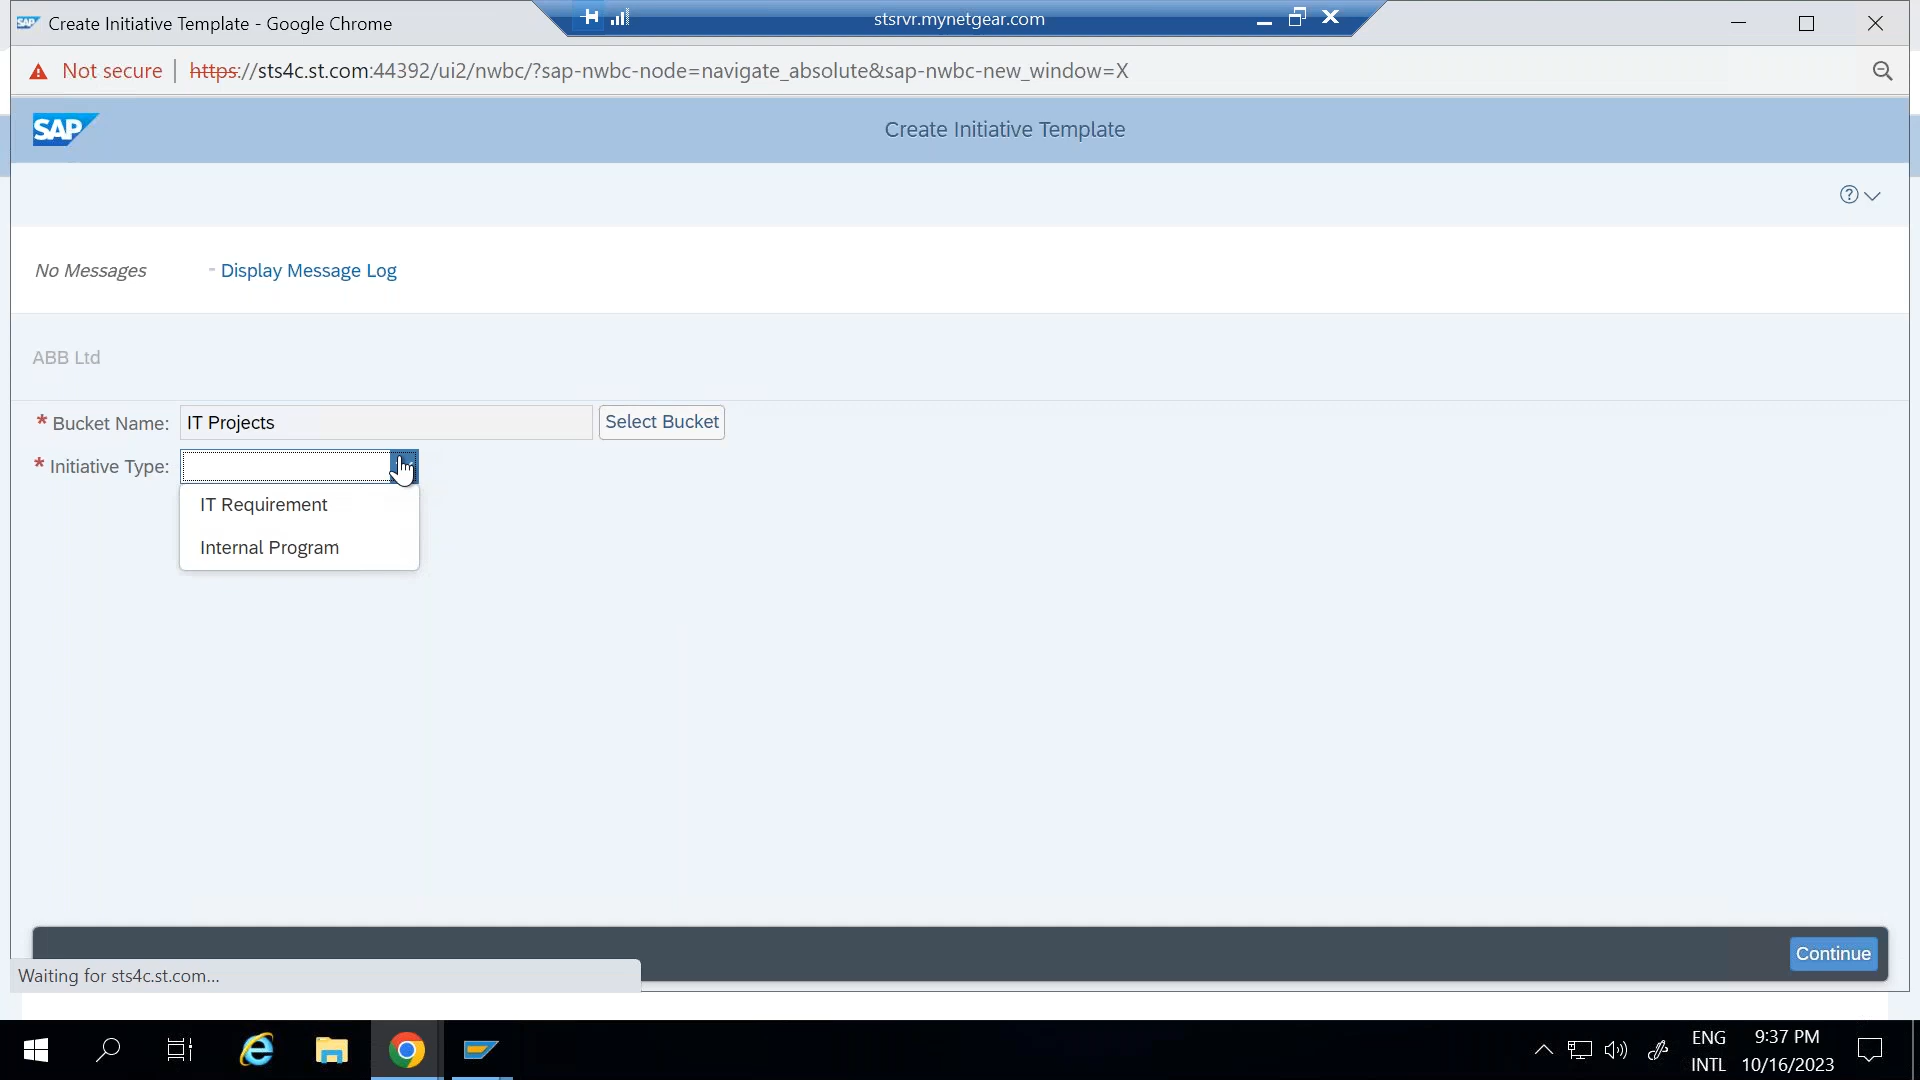 SAP Create Initiative Template - Google Chrome
stsrvr.mynetgear.com
Not secure | https://sts4c.st.com:44392/ui2/nwbc/?sap-nwbc-node=navigate_absolute&sap-nwbc-new_window=X
SAP
Create Initiative Template
No Messages - Display Message Log
ABB Ltd
* Bucket Name: IT Projects Select Bucket
* Initiative Type:
IT Requirement
Internal Program
Continue
Waiting for sts4c.st.com...
ENG 9:37 PM
INTL 10/16/2023